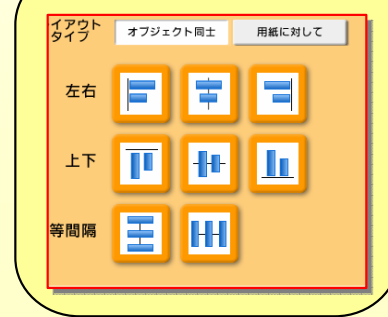 イアウト
タイプ
オブジェクト同士
用紙に対して
左右
上下
等間隔